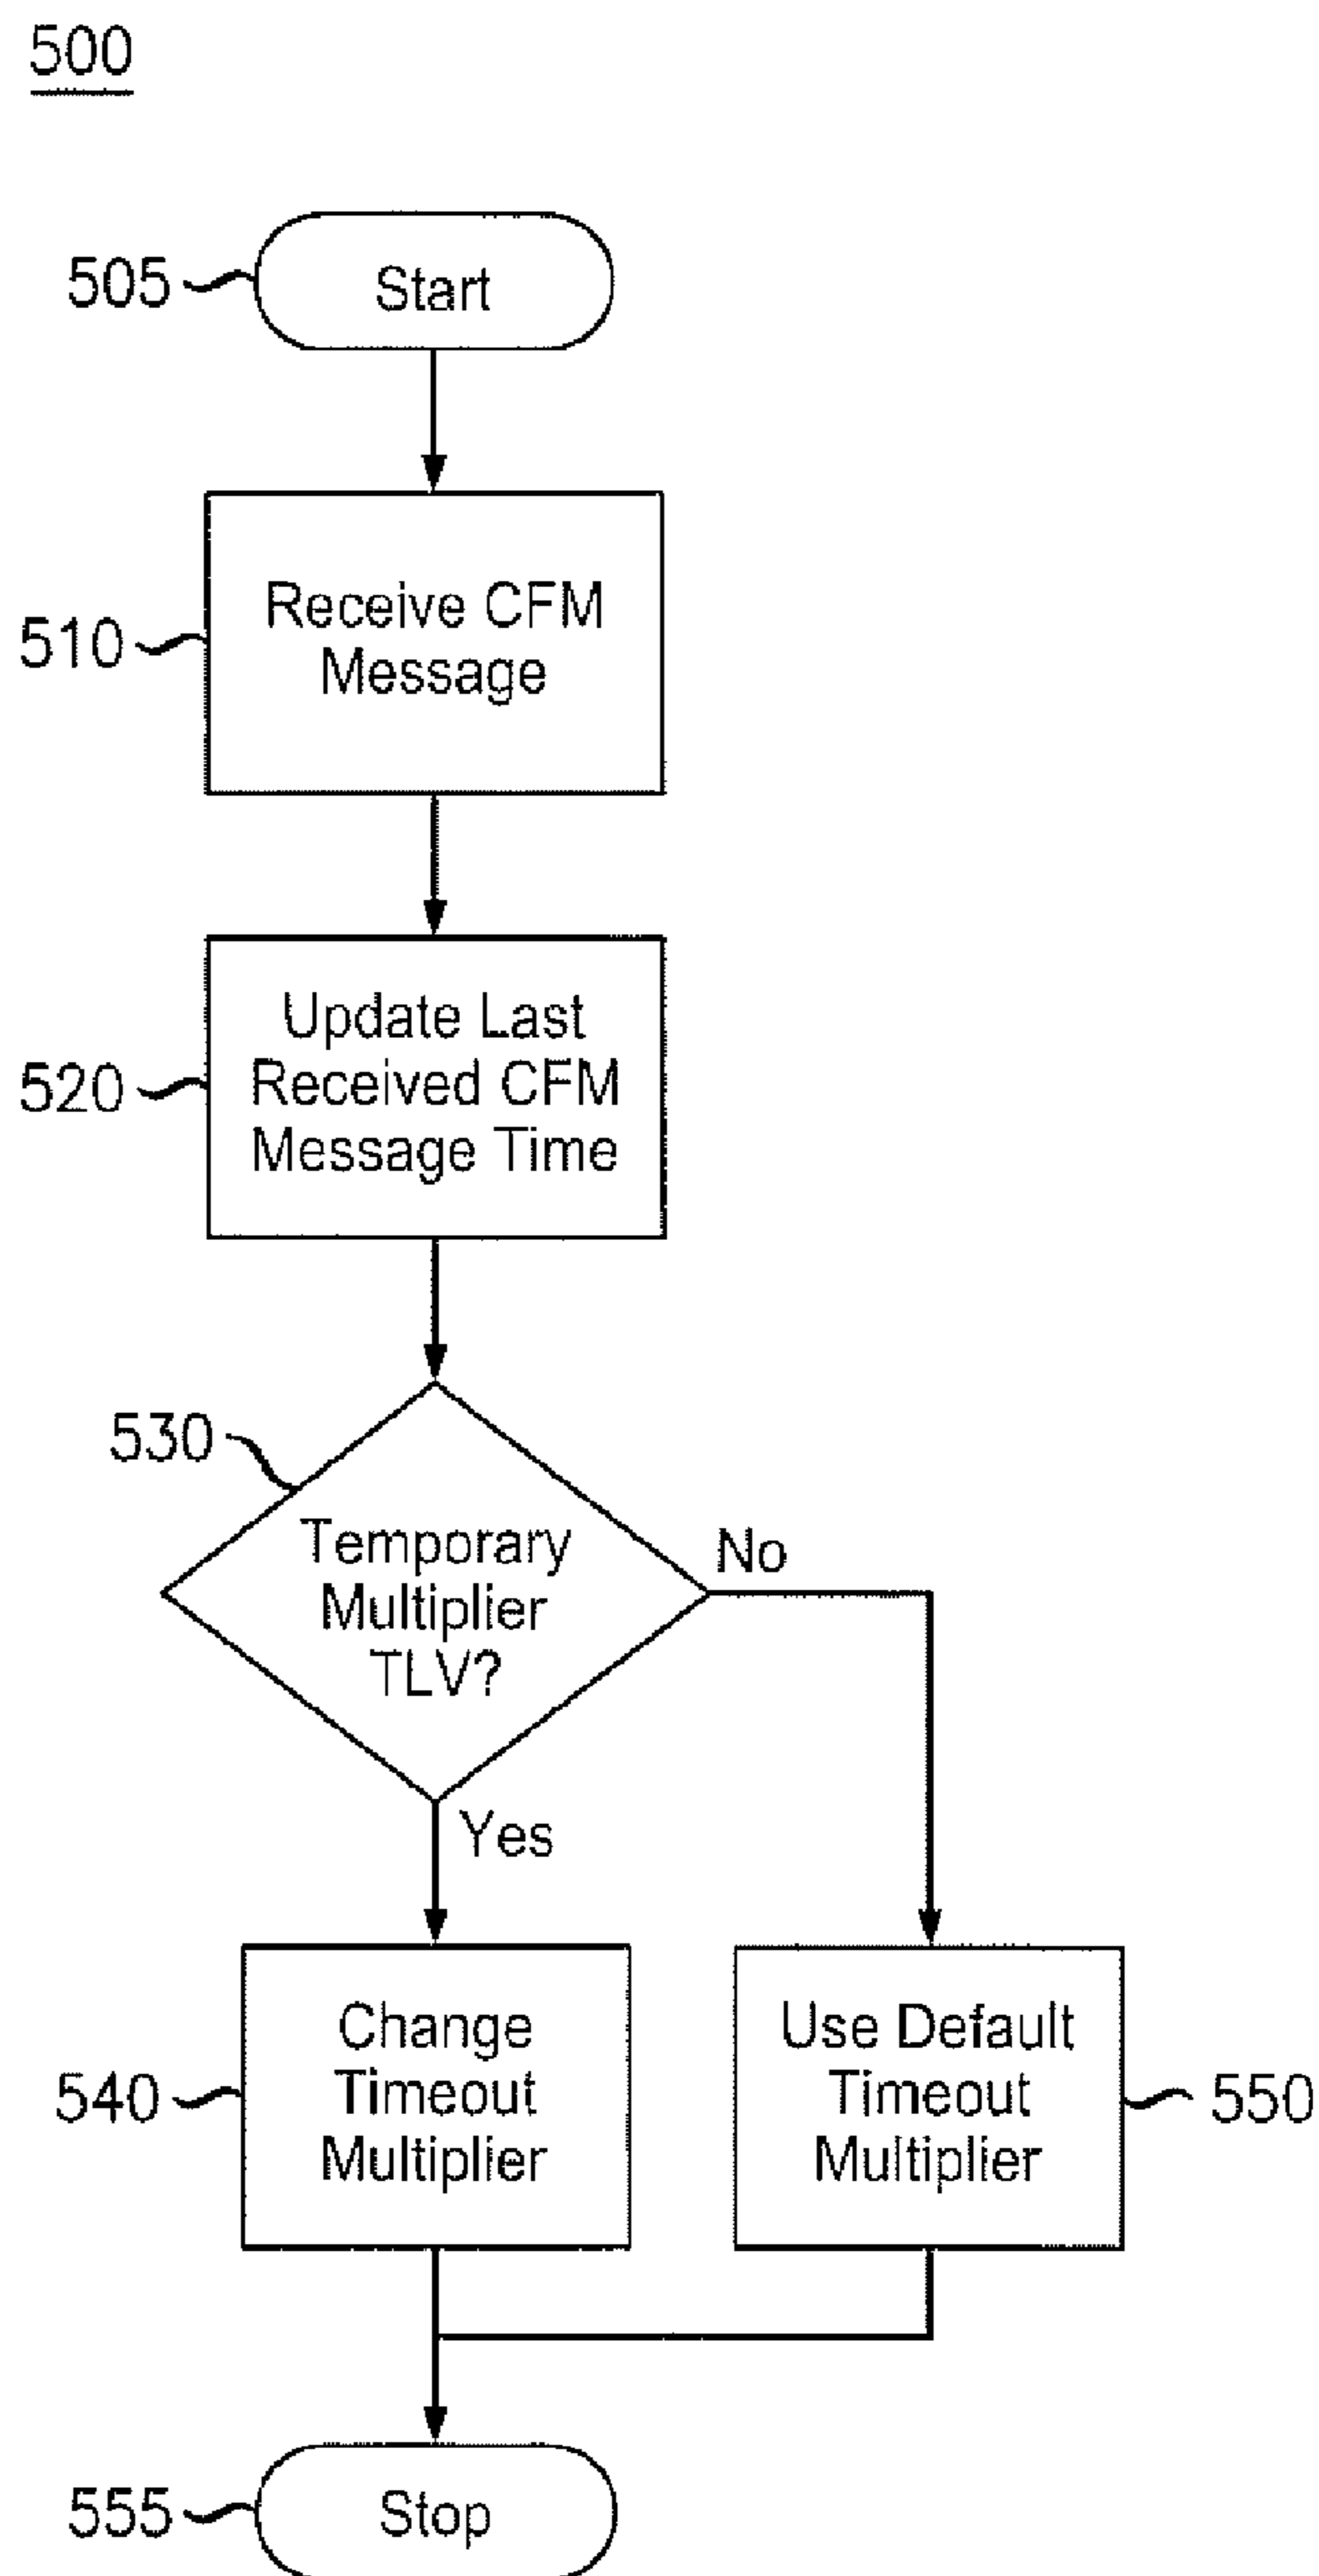 500
505
Start
510
Receive CFM
Message
520
Update Last
Received CFM
Message Time
530
Temporary
Multiplier
TLV?
No
Yes
540
Change
Timeout
Multiplier
Use Default
Timeout
Multiplier
550
555
Stop